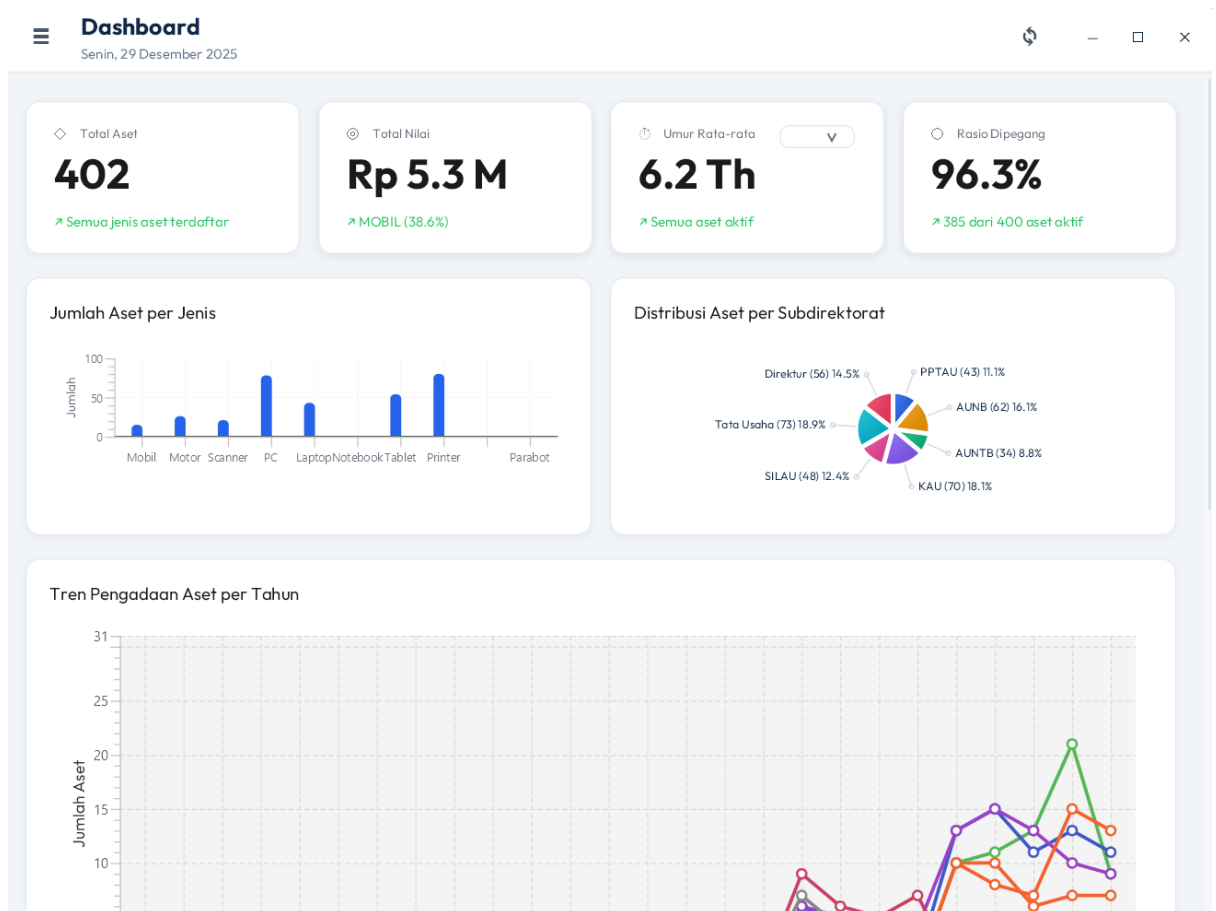 Dashboard
Senin, 29 Desember 2025
Total Aset
402
↗ Semua jenis aset terdaftar
Total Nilai
Rp 5.3 M
↗ MOBIL (38.6%)
Umur Rata-rata
6.2 Th
↗ Semua aset aktif
Rasio Dipegang
96.3%
↗ 385 dari 400 aset aktif
Jumlah Aset per Jenis
100
50
0
Jumlah
Mobil Motor Scanner PC Laptop Notebook Tablet Printer Parabot
Distribusi Aset per Subdirektorat
Direktur (56) 14.5%
PPTAU (43) 11.1%
AUNB (62) 16.1%
Tata Usaha (73) 18.9%
AUNTB (34) 8.8%
SILAU (48) 12.4%
KAU (70) 18.1%
Tren Pengadaan Aset per Tahun
31
25
20
15
10
Jumlah Aset